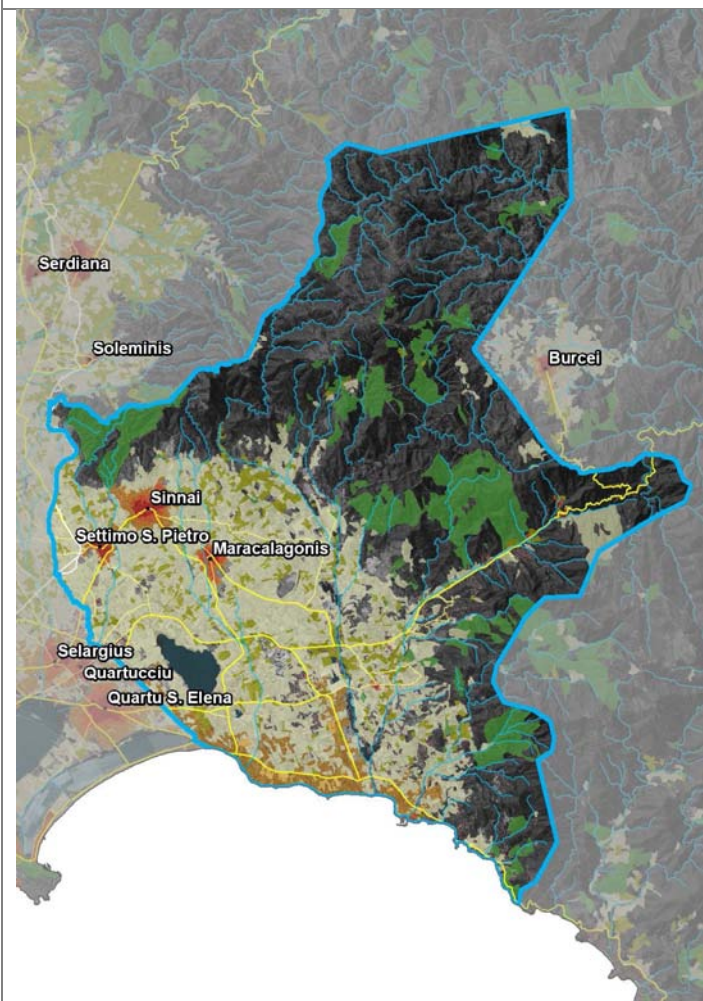 Serdiana
Soleminis
Burcei
Sinnai
Settimo S. Pietro
Maracalagonis
Selargius
Quartucciu
Quartu S. Elena